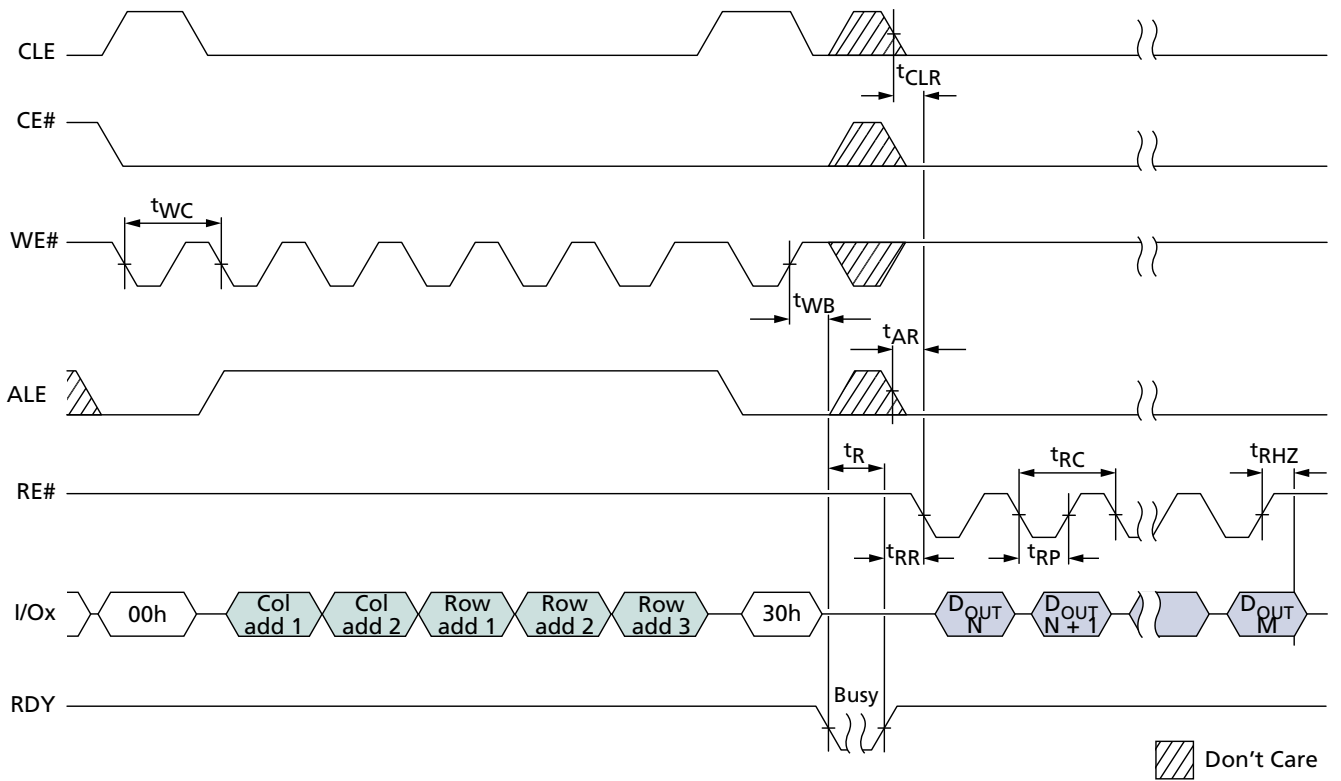 CLE
tCLR
CE#
tWC
WE#
tWB
tAR
ALE
tR
tRC
tRHZ
RE#
tRR
tRP
I/Ox
00h
Col
add 1
Col
add 2
Row
add 1
Row
add 2
Row
add 3
30h
DOUT
N
DOUT
N + 1
DOUT
M
RDY
Busy
Don't Care